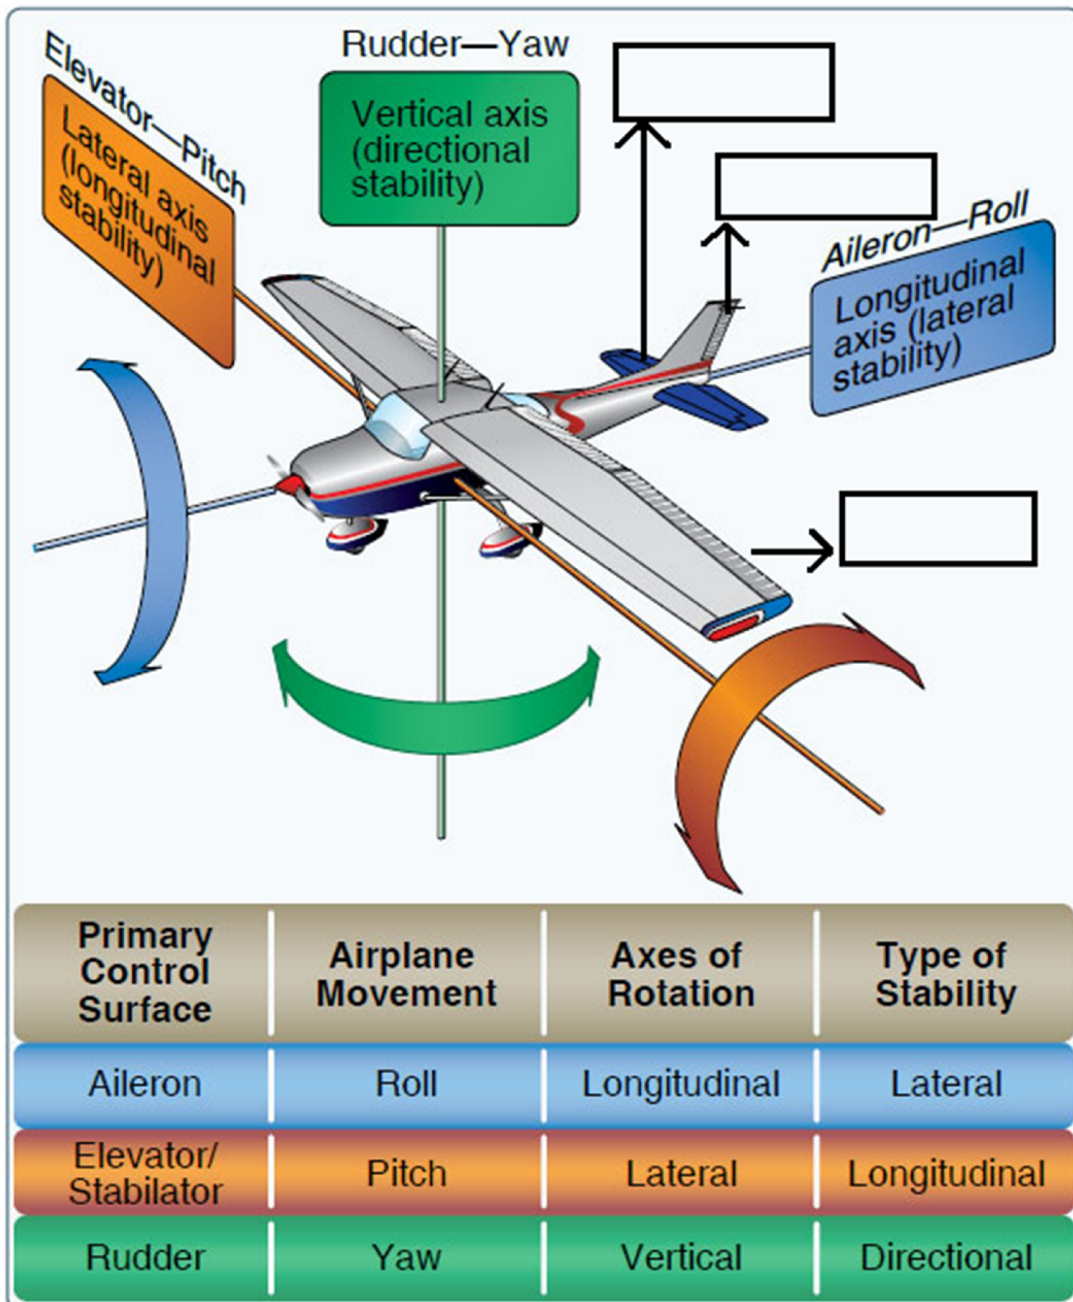 Elevator—Pitch
Lateral axis
(longitudinal
stability)
Rudder—Yaw
Vertical axis
(directional
stability)
Aileron—Roll
Longitudinal
axis (lateral
stability)
Primary
Control
Surface
Airplane
Movement
Axes of
Rotation
Type of
Stability
Aileron
Roll
Longitudinal
Lateral
Elevator/
Stabilator
Pitch
Lateral
Longitudinal
Rudder
Yaw
Vertical
Directional